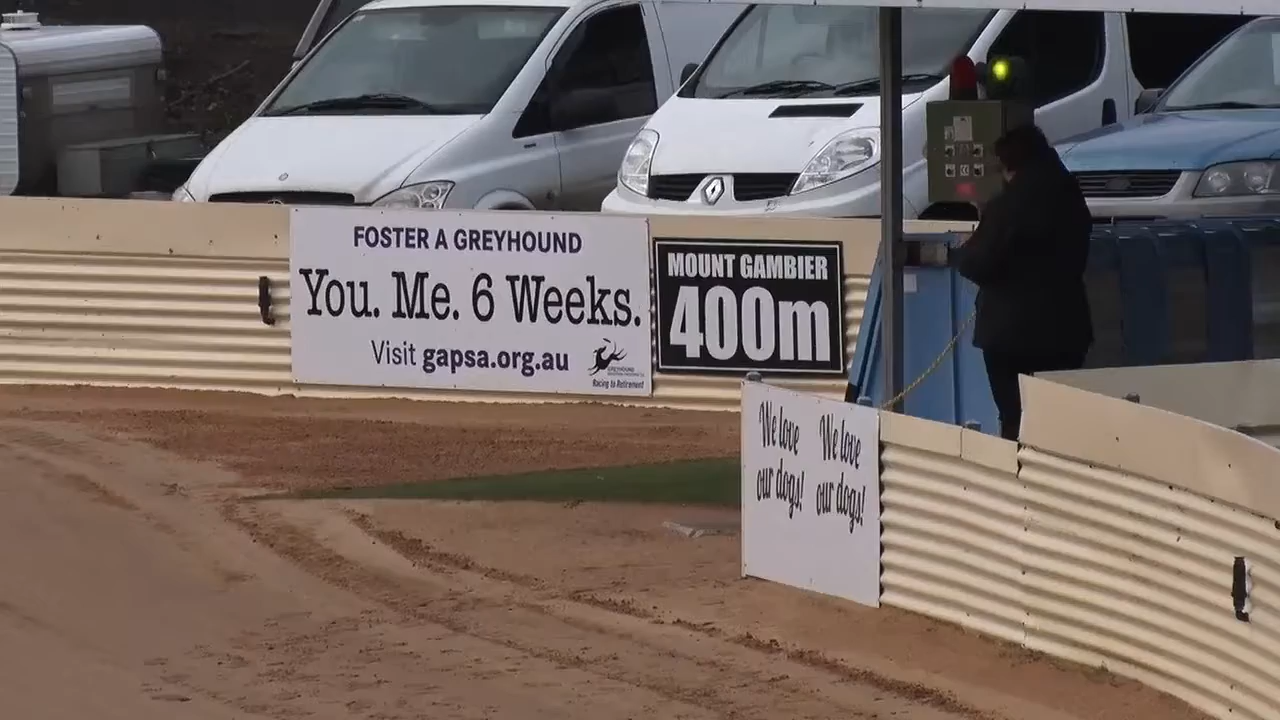 FOSTER A GREYHOUND
You. Me. 6 Weeks.
Visit gapsa.org.au
GREYHOUND
Racing to Retirement
MOUNT GAMBIER
400m
We love
our dogs!
We love
our dogs!